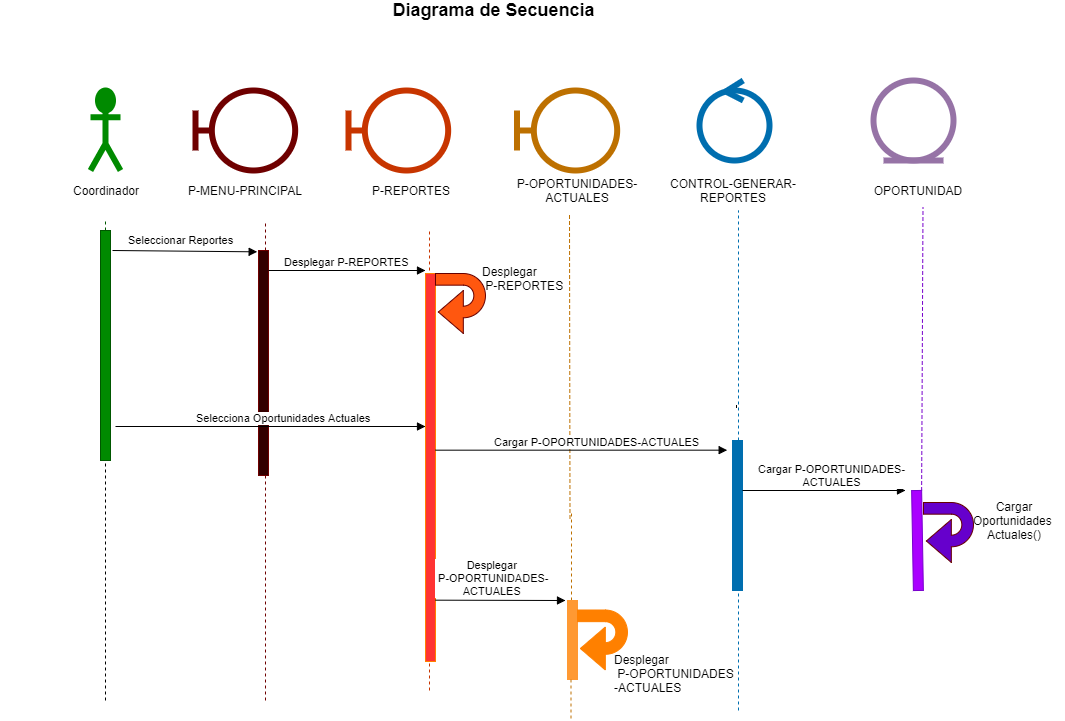 Diagrama de Secuencia
Coordinador
P-MENU-PRINCIPAL
P-REPORTES
P-OPORTUNIDADES-
ACTUALES
CONTROL-GENERAR-
REPORTES
OPORTUNIDAD
Seleccionar Reportes
Desplegar P-REPORTES
Desplegar
P-REPORTES
Selecciona Oportunidades Actuales
Cargar P-OPORTUNIDADES-ACTUALES
Cargar P-OPORTUNIDADES-
ACTUALES
Cargar
Oportunidades
Actuales()
Desplegar
P-OPORTUNIDADES-
ACTUALES
Desplegar
P-OPORTUNIDADES
-ACTUALES